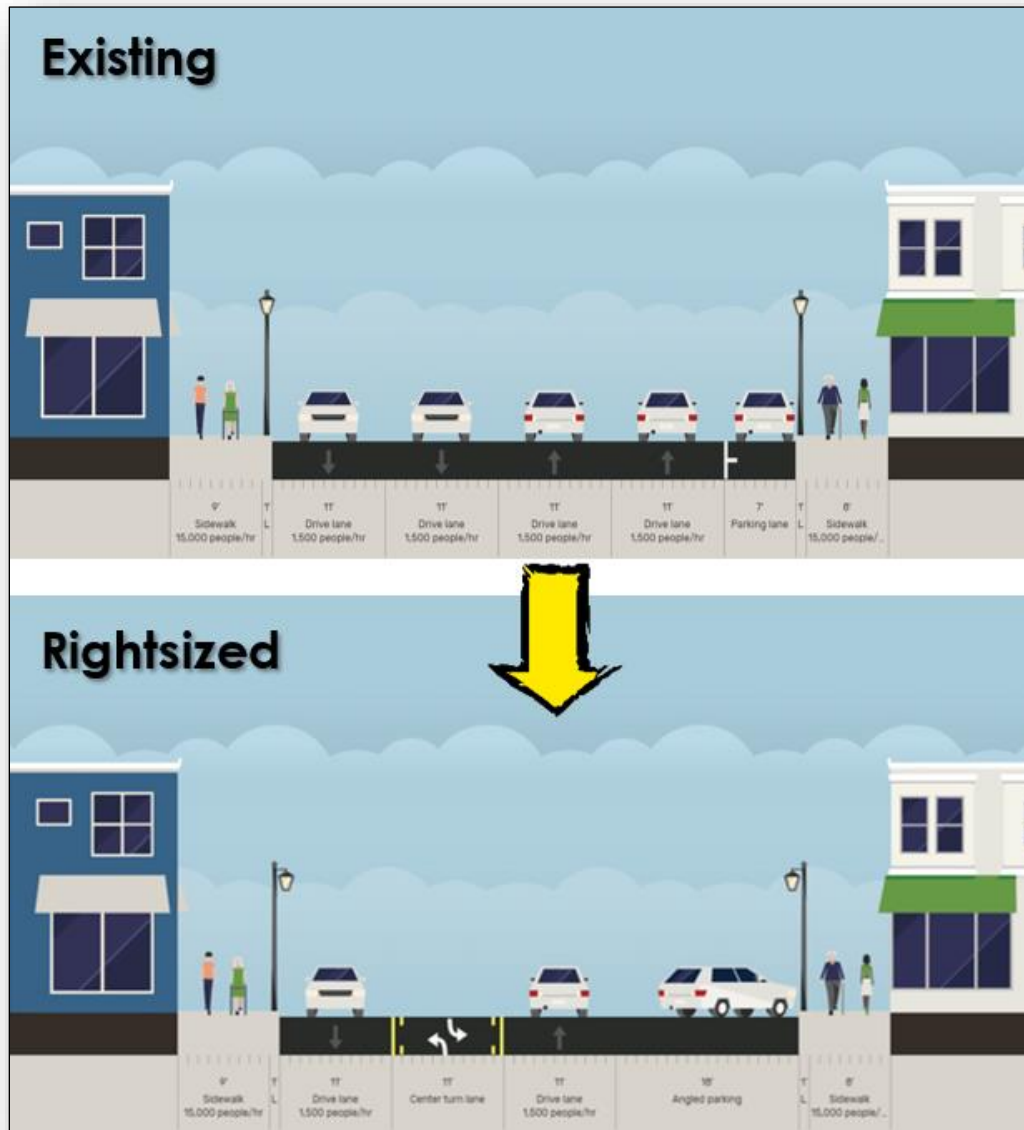 Existing
9' 1' 11' 11' 11' 11' 7' 1' 8'
Sidewalk L Drive lane Drive lane Drive lane Drive lane Parking lane L Sidewalk
15,000 people/hr 1,500 people/hr 1,500 people/hr 1,500 people/hr 1,500 people/hr 15,000 people/...
Rightsized
9' 1' 11' 11' 11' 18' 1' 8'
Sidewalk L Drive lane Center turn lane Drive lane Angled parking L Sidewalk
15,000 people/hr 1,500 people/hr 1,500 people/hr 15,000 people/...